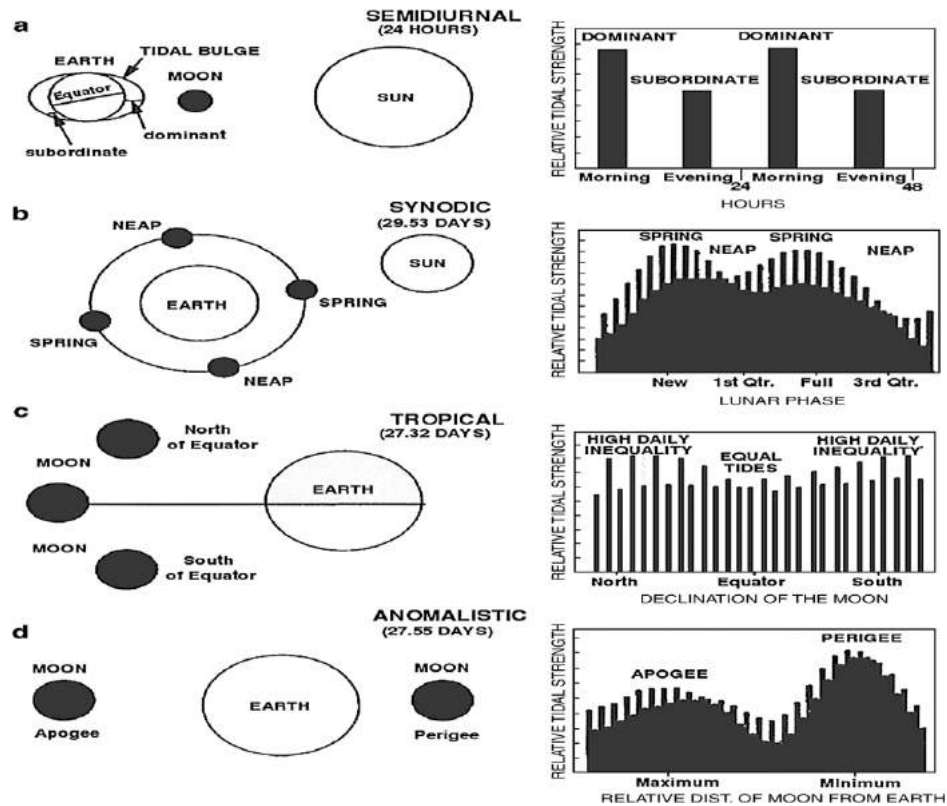 a
SEMIDIURNAL
(24 HOURS)
TIDAL BULGE
EARTH
MOON
Equator
SUN
dominant
subordinate
RELATIVE TIDAL STRENGTH
DOMINANT
DOMINANT
SUBORDINATE
SUBORDINATE
Morning Evening Morning Evening
24 48
HOURS
b
SYNODIC
(29.53 DAYS)
NEAP
SUN
EARTH
SPRING
SPRING
NEAP
RELATIVE TIDAL STRENGTH
SPRING NEAP SPRING NEAP
New 1st Qtr. Full 3rd Qtr.
LUNAR PHASE
c
TROPICAL
(27.32 DAYS)
North
of Equator
MOON
EARTH
MOON
South
of Equator
RELATIVE TIDAL STRENGTH
HIGH DAILY
INEQUALITY
EQUAL
TIDES
HIGH DAILY
INEQUALITY
North Equator South
DECLINATION OF THE MOON
d
ANOMALISTIC
(27.55 DAYS)
MOON
MOON
EARTH
Apogee
Perigee
RELATIVE TIDAL STRENGTH
APOGEE
PERIGEE
Maximum Minimum
RELATIVE DIST. OF MOON FROM EARTH